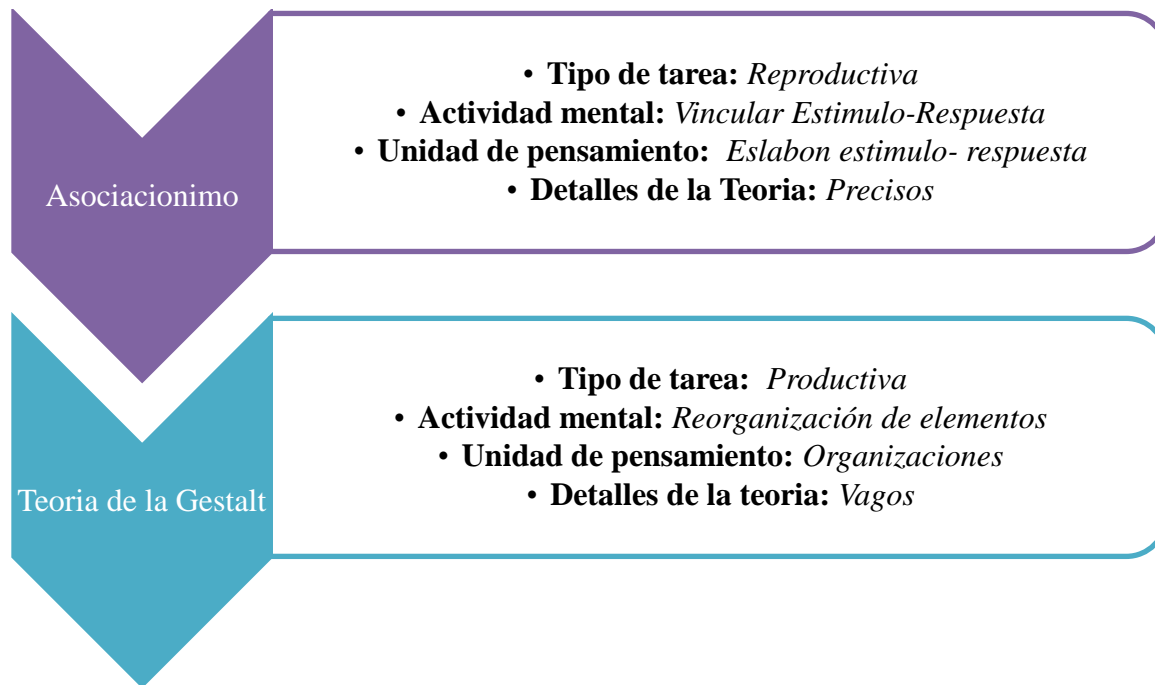 Asociacionimo
• Tipo de tarea: Reproductiva
• Actividad mental: Vincular Estimulo-Respuesta
• Unidad de pensamiento: Eslabon estimulo- respuesta
• Detalles de la Teoria: Precisos
Teoria de la Gestalt
• Tipo de tarea: Productiva
• Actividad mental: Reorganización de elementos
• Unidad de pensamiento: Organizaciones
• Detalles de la teoria: Vagos